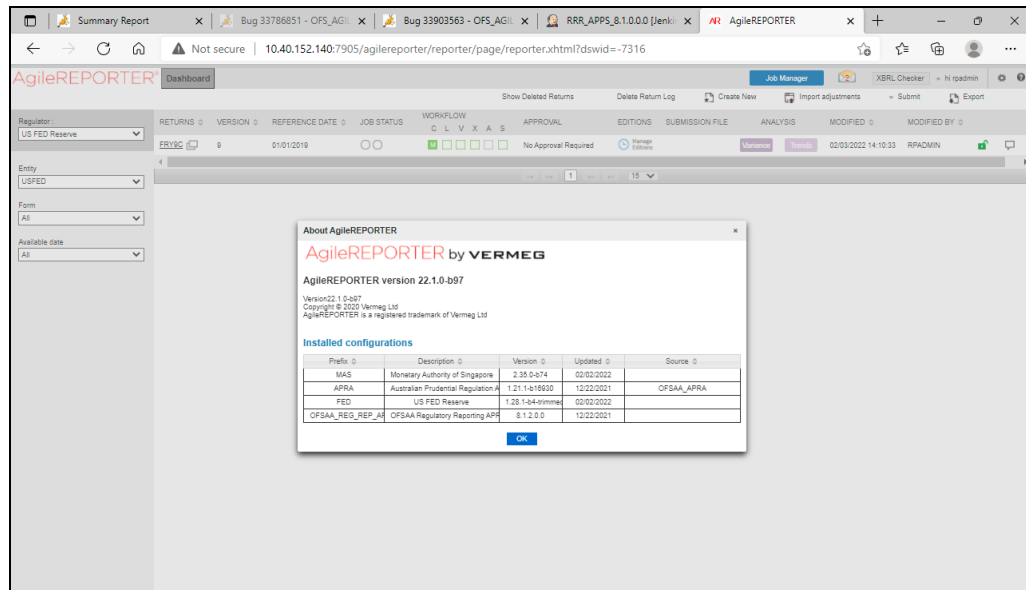 Summary Report
Bug 33786851 - OFS_AGIL
Bug 33903563 - OFS_AGIL
RRR_APPS_8.1.0.0.0 [Jenki
AR AgileREPORTER
Not secure 10.40.152.140:7905/agilereporter/reporter/page/reporter.xhtml?dswid=-7316
AgileREPORTER® Dashboard
Job Manager 2 XBRL Checker hi rpadmin
Show Deleted Returns Delete Return Log Create New Import adjustments Submit Export
Regulator :
US FED Reserve
Entity
USFED
Form
All
Available date
All
RETURNS VERSION REFERENCE DATE JOB STATUS WORKFLOW APPROVAL EDITIONS SUBMISSION FILE ANALYSIS MODIFIED MODIFIED BY
C L V X A S
FRY9C 9 01/01/2019 M No Approval Required Manage Editions Variance Trends 02/03/2022 14:10:33 RPADMIN
1 15
About AgileREPORTER
AgileREPORTER by VERMEG
AgileREPORTER version 22.1.0-b97
Version22.1.0-b97
Copyright © 2020 Vermeg Ltd
AgileREPORTER is a registered trademark of Vermeg Ltd
Installed configurations
Prefix Description Version Updated Source
MAS Monetary Authority of Singapore 2.35.0-b74 02/02/2022
APRA Australian Prudential Regulation A 1.21.1-b16930 12/22/2021 OFSAA_APRA
FED US FED Reserve 1.28.1-b4-trimmed 02/02/2022
OFSAA_REG_REP_AF OFSAA Regulatory Reporting APP 8.1.2.0.0 12/22/2021
OK